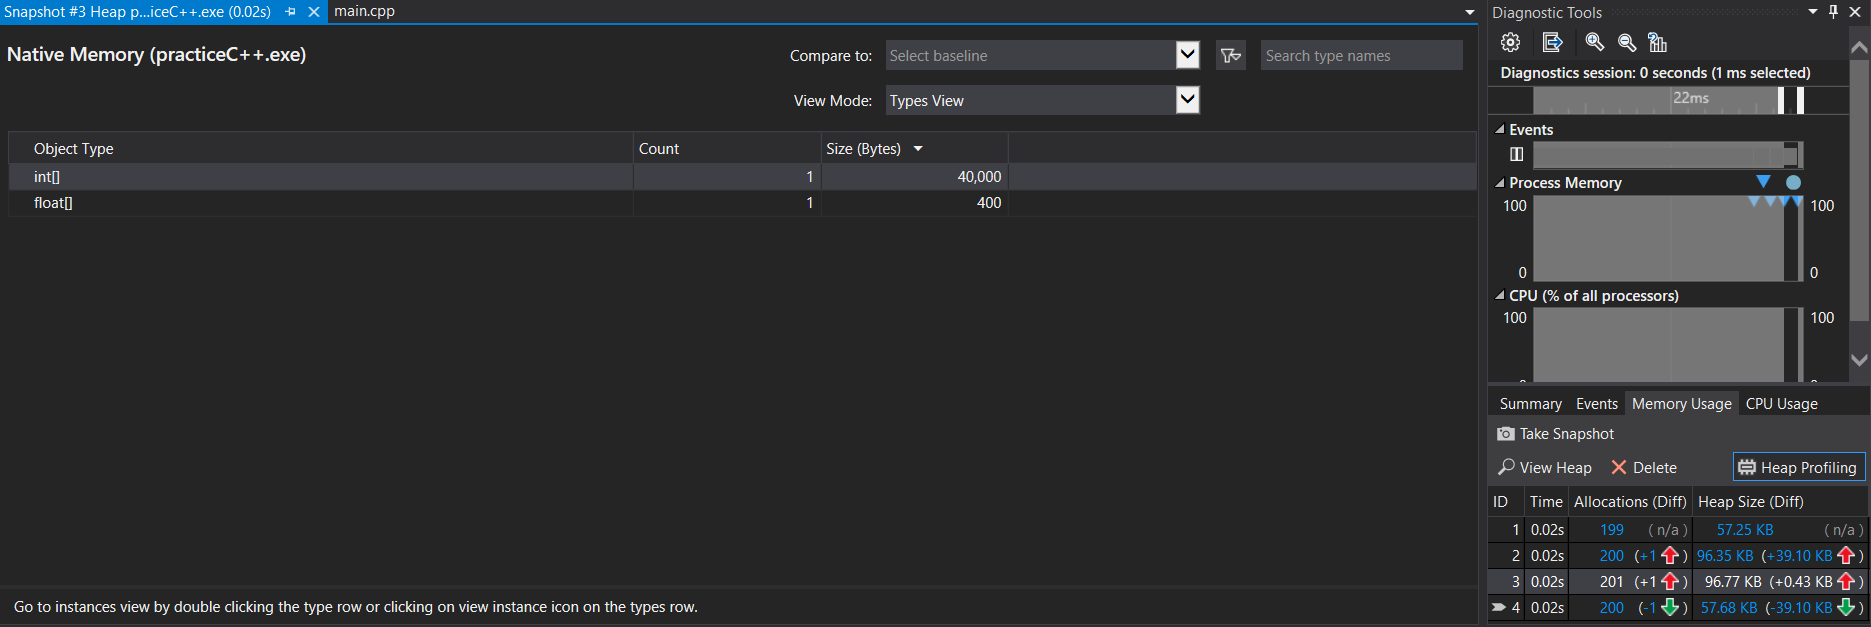 Snapshot #3 Heap p...iceC++.exe (0.02s)
main.cpp
Native Memory (practiceC++.exe)
Compare to: Select baseline
Search type names
View Mode: Types View
Object Type Count Size (Bytes)
int[] 1 40,000
float[] 1 400
Go to instances view by double clicking the type row or clicking on view instance icon on the types row.
Diagnostic Tools
Diagnostics session: 0 seconds (1 ms selected)
22ms
Events
Process Memory
100 100
0 0
CPU (% of all processors)
100 100
Summary Events Memory Usage CPU Usage
Take Snapshot
View Heap Delete Heap Profiling
ID Time Allocations (Diff) Heap Size (Diff)
1 0.02s 199 (n/a) 57.25 KB (n/a)
2 0.02s 200 (+1) 96.35 KB (+39.10 KB)
3 0.02s 201 (+1) 96.77 KB (+0.43 KB)
4 0.02s 200 (-1) 57.68 KB (-39.10 KB)